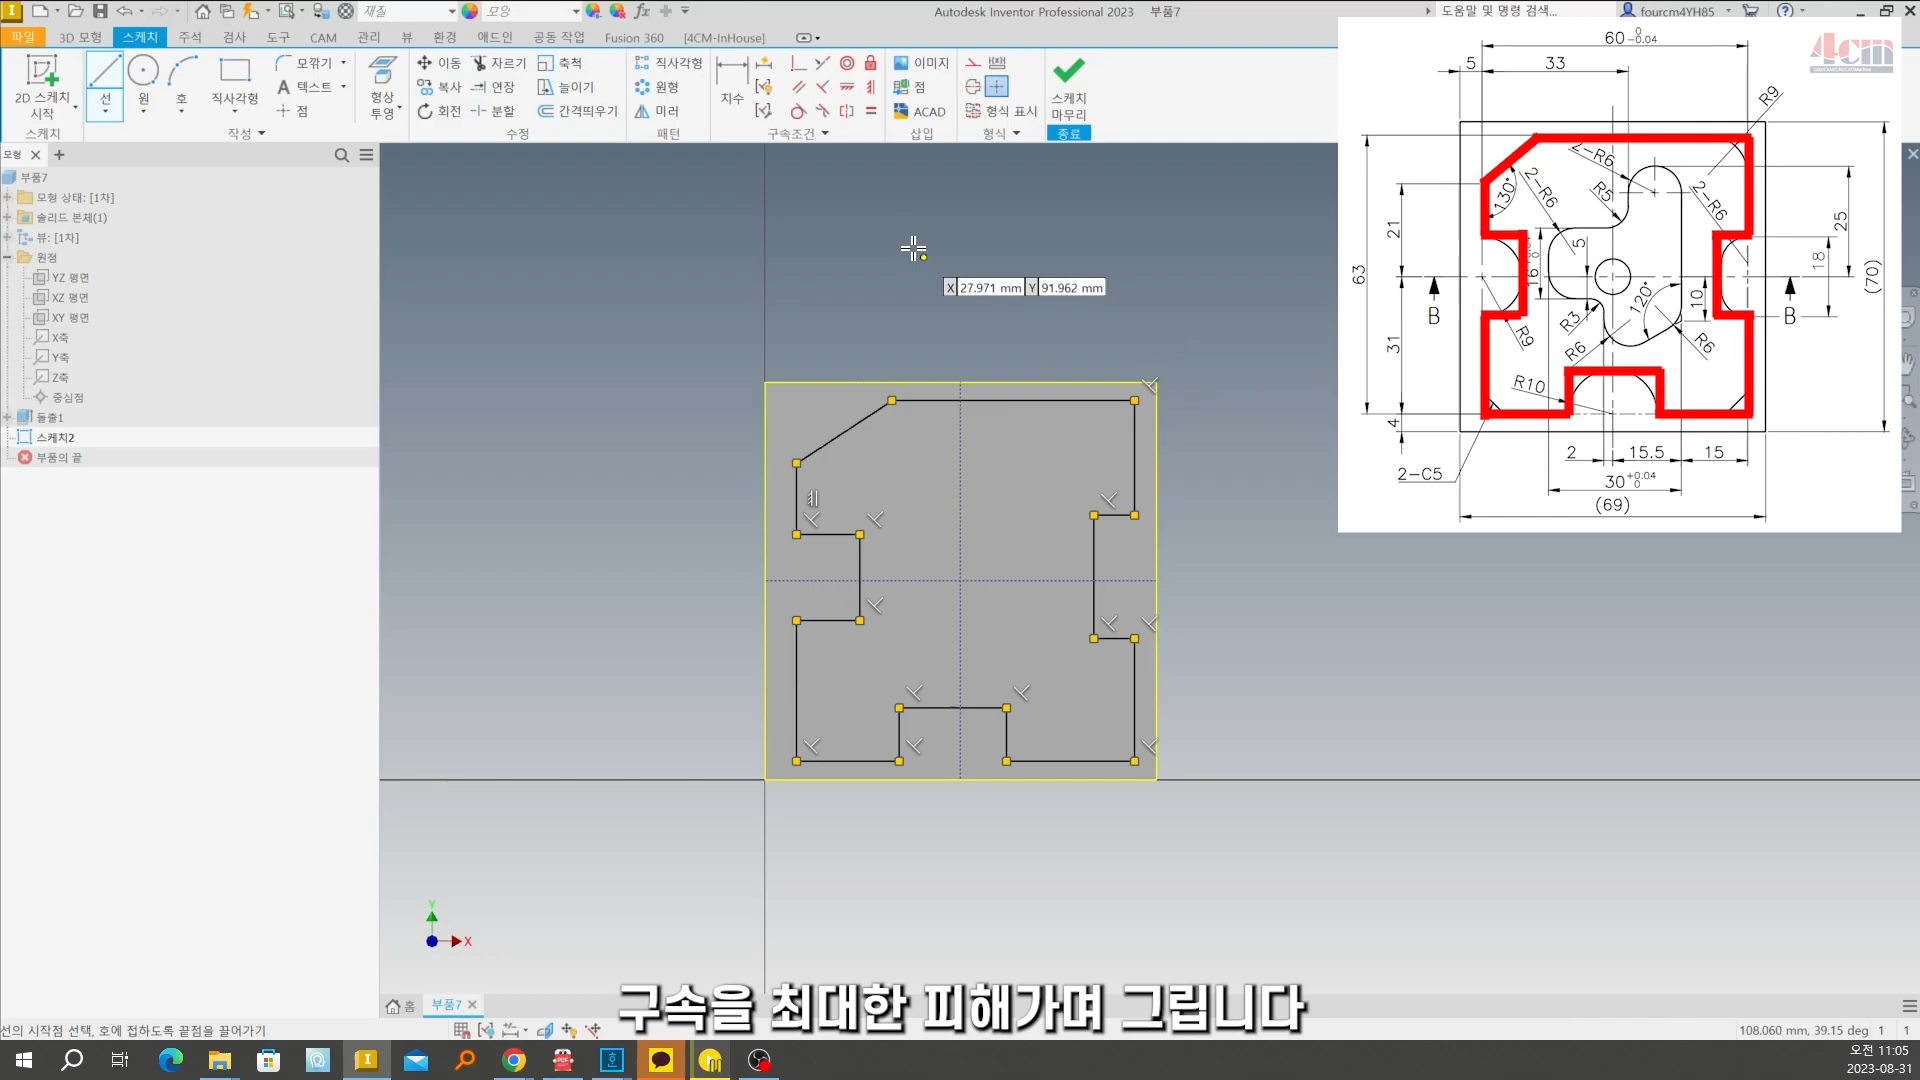 재질
모양
Autodesk Inventor Professional 2023 부품7
도움말 및 명령 검색...
fourcm4YH85
파일 3D 모형 스케치 주석 검사 도구 CAM 관리 뷰 환경 애드인 공동 작업 Fusion 360 [4CM-InHouse]
2D 스케치
시작
선
원
호
직사각형
모깎기
텍스트
점
형상
투영
이동
복사
회전
자르기
연장
분할
축척
늘이기
간격띄우기
직사각형
원형
미러
치수
이미지
점
ACAD
형식 표시
스케치
마무리
스케치 작성 수정 패턴 구속조건 삽입 형식 종료
모형
부품7
모형 상태: [1차]
솔리드 본체(1)
뷰: [1차]
원점
YZ 평면
XZ 평면
XY 평면
X축
Y축
Z축
중심점
돌출1
스케치2
부품의 끝
X 27.971 mm Y 91.962 mm
4cm
60 0 -0.04
5 33
R9
2-R6
130°
2-R6
R5
2-R6
21
5
25
63
18
(70)
120°
10
B
B
R3
R6
R9
R6
31
R10
4
2 15.5 15
2-C5
30 +0.04 0
(69)
Y
X
구속을 최대한 피해가며 그립니다
홈 부품7
선의 시작점 선택, 호에 접하도록 끝점을 끌어가기
108.060 mm, 39.15 deg 1 1
오전 11:05
2023-08-31